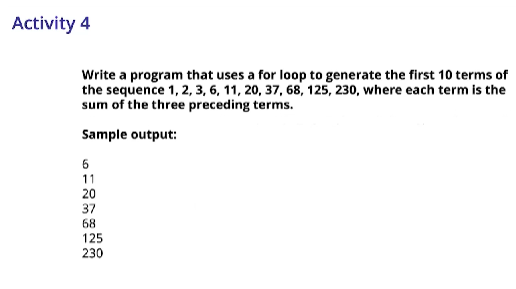 Activity 4
Write a program that uses a for loop to generate the first 10 terms of
the sequence 1, 2, 3, 6, 11, 20, 37, 68, 125, 230, where each term is the
sum of the three preceding terms.
Sample output:
6
11
20
37
68
125
230